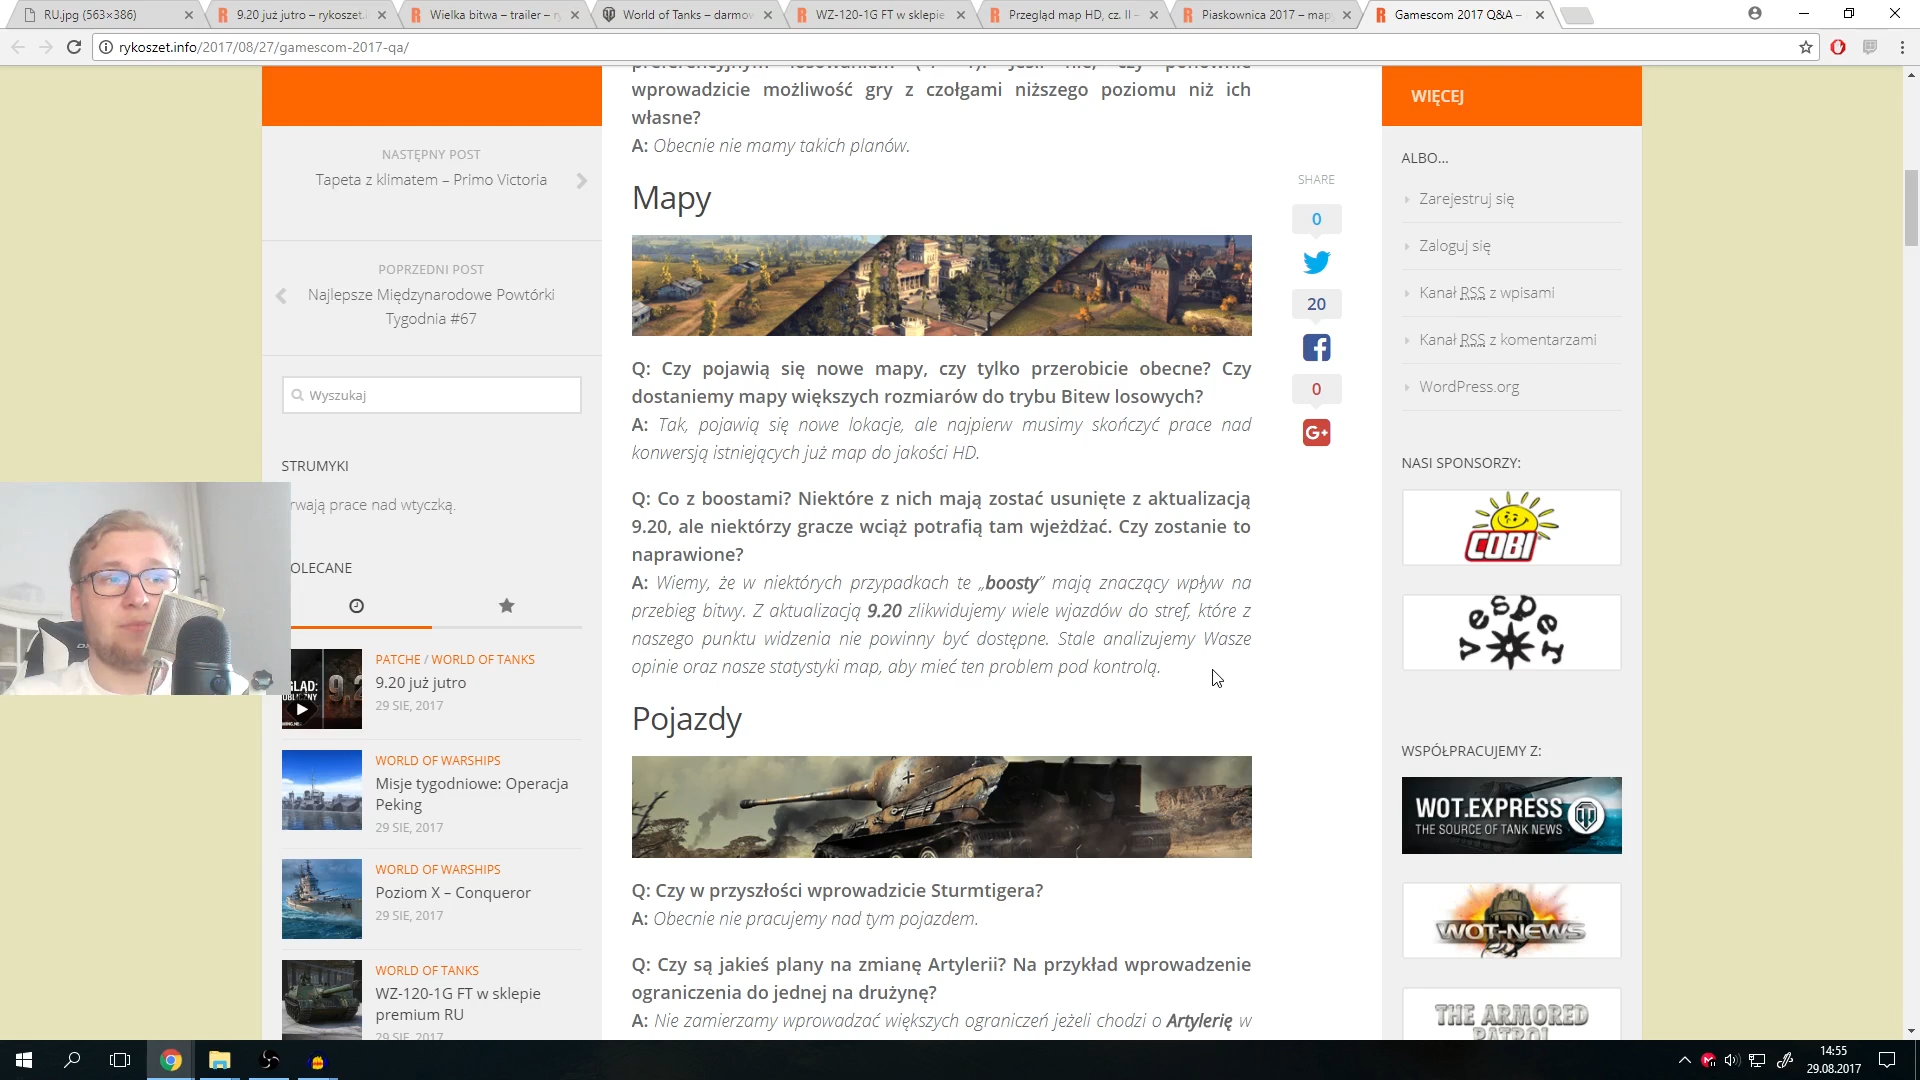 RU.jpg (563×386)
9.20 już jutro – rykoszet.i
Wielka bitwa – trailer – r
World of Tanks – darmow
WZ-120-1G FT w sklepie
Przegląd map HD, cz. II –
Piaskownica 2017 – map
Gamescom 2017 Q&A –
rykoszet.info/2017/08/27/gamescom-2017-qa/
wprowadzicie możliwość gry z czołgami niższego poziomu niż ich
własne?
A: Obecnie nie mamy takich planów.
Mapy
Q: Czy pojawią się nowe mapy, czy tylko przerobicie obecne? Czy
dostaniemy mapy większych rozmiarów do trybu Bitew losowych?
A: Tak, pojawią się nowe lokacje, ale najpierw musimy skończyć prace nad
konwersją istniejących już map do jakości HD.
Q: Co z boostami? Niektóre z nich mają zostać usunięte z aktualizacją
9.20, ale niektórzy gracze wciąż potrafią tam wjeżdżać. Czy zostanie to
naprawione?
A: Wiemy, że w niektórych przypadkach te „boosty” mają znaczący wpływ na
przebieg bitwy. Z aktualizacją 9.20 zlikwidujemy wiele wjazdów do stref, które z
naszego punktu widzenia nie powinny być dostępne. Stale analizujemy Wasze
opinie oraz nasze statystyki map, aby mieć ten problem pod kontrolą.
Pojazdy
Q: Czy w przyszłości wprowadzicie Sturmtigera?
A: Obecnie nie pracujemy nad tym pojazdem.
Q: Czy są jakieś plany na zmianę Artylerii? Na przykład wprowadzenie
ograniczenia do jednej na drużynę?
A: Nie zamierzamy wprowadzać większych ograniczeń jeżeli chodzi o Artylerię w
NASTĘPNY POST
Tapeta z klimatem – Primo Victoria
POPRZEDNI POST
Najlepsze Międzynarodowe Powtórki
Tygodnia #67
Wyszukaj
STRUMYKI
rwają prace nad wtyczką.
OLECANE
PATCHE / WORLD OF TANKS
9.20 już jutro
29 SIE, 2017
WORLD OF WARSHIPS
Misje tygodniowe: Operacja
Peking
29 SIE, 2017
WORLD OF WARSHIPS
Poziom X – Conqueror
29 SIE, 2017
WORLD OF TANKS
WZ-120-1G FT w sklepie
premium RU
29 SIE, 2017
SHARE
0
20
0
G+
WIĘCEJ
ALBO...
Zarejestruj się
Zaloguj się
Kanał RSS z wpisami
Kanał RSS z komentarzami
WordPress.org
NASI SPONSORZY:
COBI
vesper
WSPÓŁPRACUJEMY Z:
WOT.EXPRESS
THE SOURCE OF TANK NEWS
WOT-NEWS
THE ARMORED
PATROL
14:55
29.08.2017